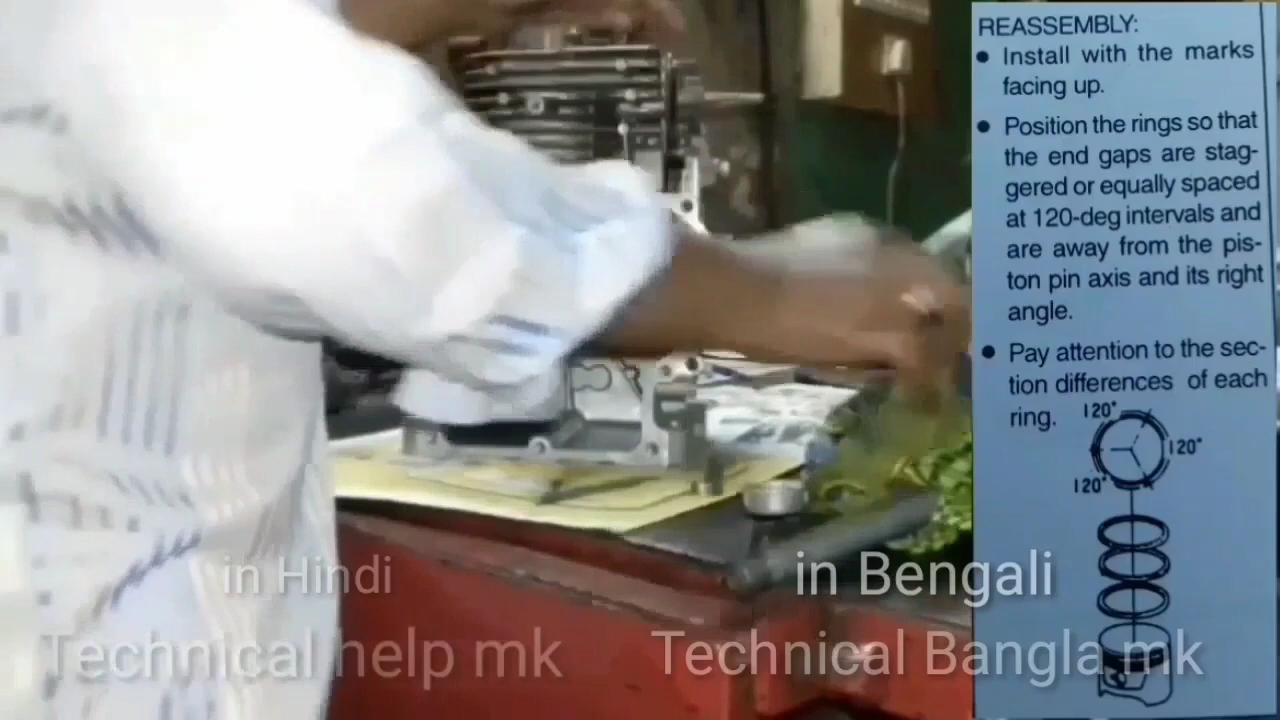 REASSEMBLY:
• Install with the marks
facing up.
• Position the rings so that
the end gaps are stag-
gered or equally spaced
at 120-deg intervals and
are away from the pis-
ton pin axis and its right
angle.
• Pay attention to the sec-
tion differences of each
ring.
120°
120°
120°
in Hindi
Technical help mk
in Bengali
Technical Bangla mk